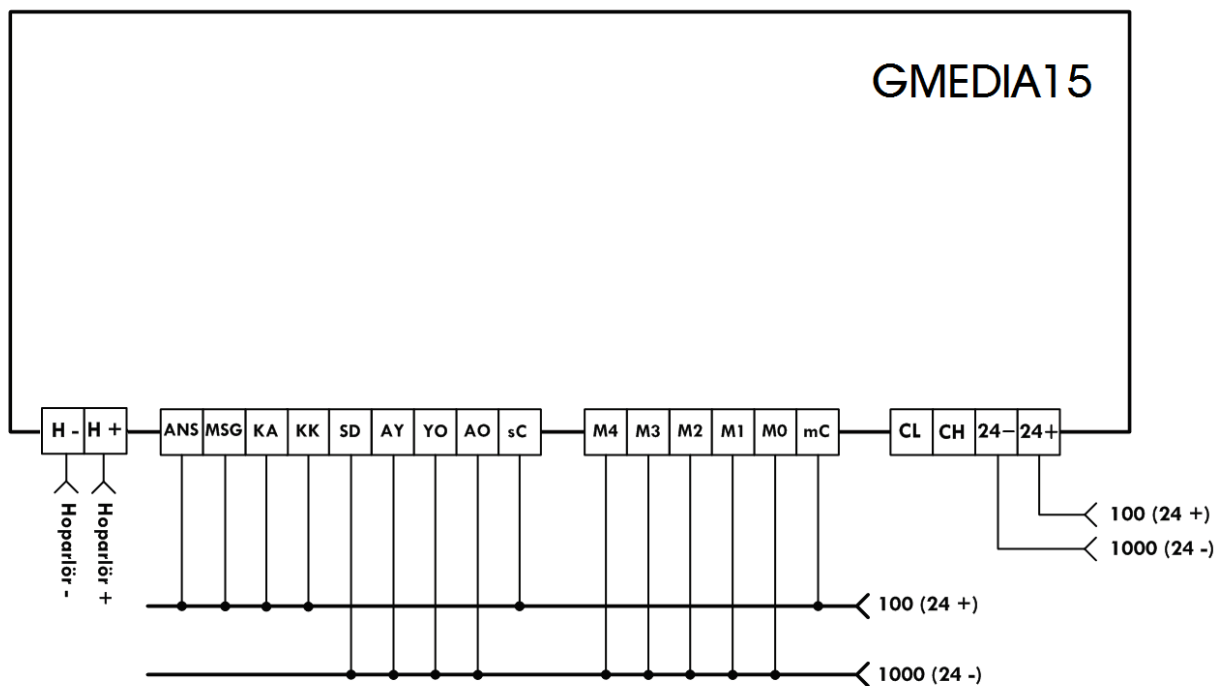 GMEDIA15
H - H + ANS MSG KA KK SD AY YO AO sC M4 M3 M2 M1 M0 mC CL CH 24− 24+
Hoparlör -
Hoparlör +
100 (24 +)
1000 (24 -)
100 (24 +)
1000 (24 -)